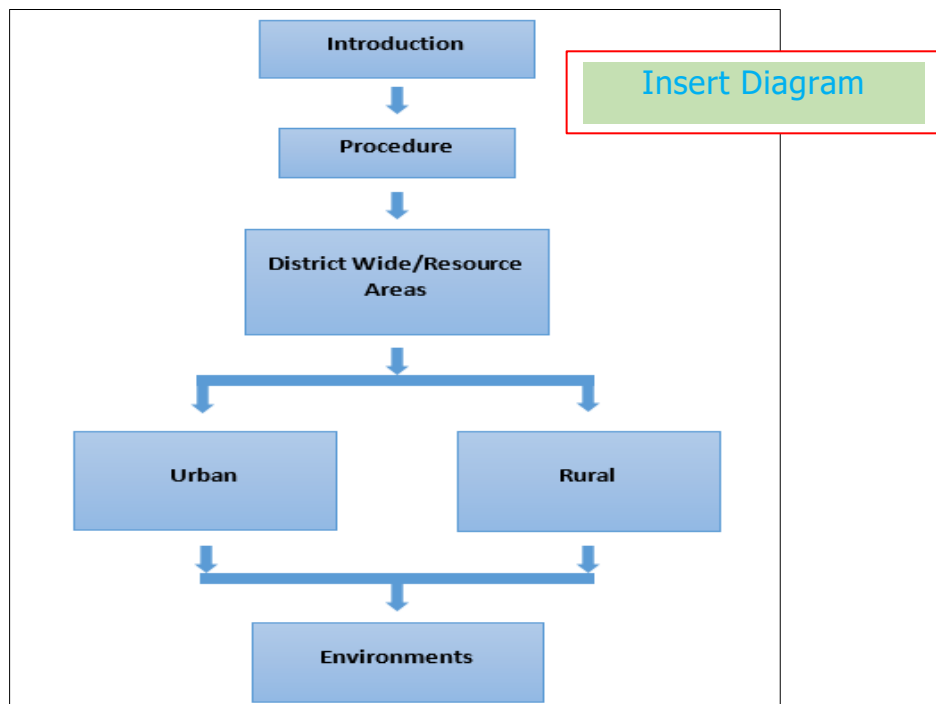 Introduction
Insert Diagram
Procedure
District Wide/Resource
Areas
Urban
Rural
Environments